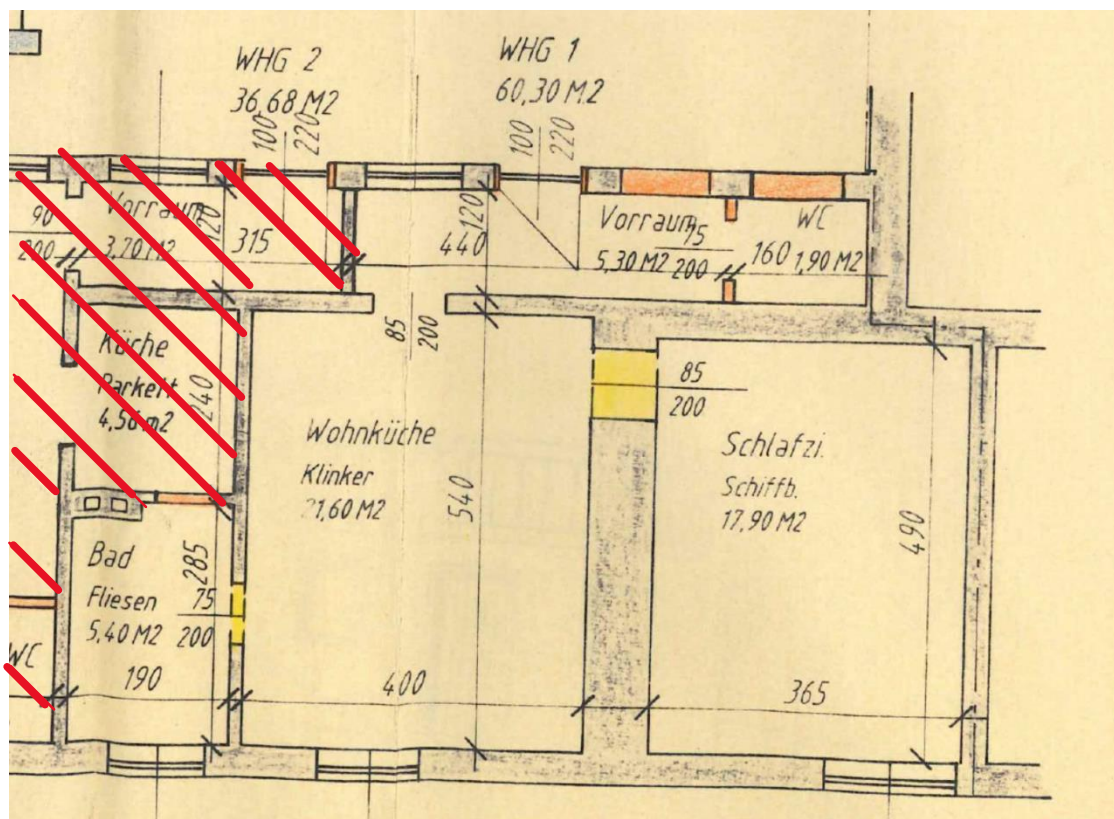 WHG 2
36,68 M2
100
220
WHG 1
60,30 M2
100
220
90
200
Vorraum
3,70 M2
120
315
120
440
Vorraum
5,30 M2
75
200
WC
160
1,90 M2
85
200
Küche
Parkett
4,56 m2
240
Wohnküche
Klinker
21,60 M2
540
85
200
Schlafzi.
Schiffb.
17,90 M2
490
Bad
Fliesen
5,40 M2
285
75
200
WC
190
400
365